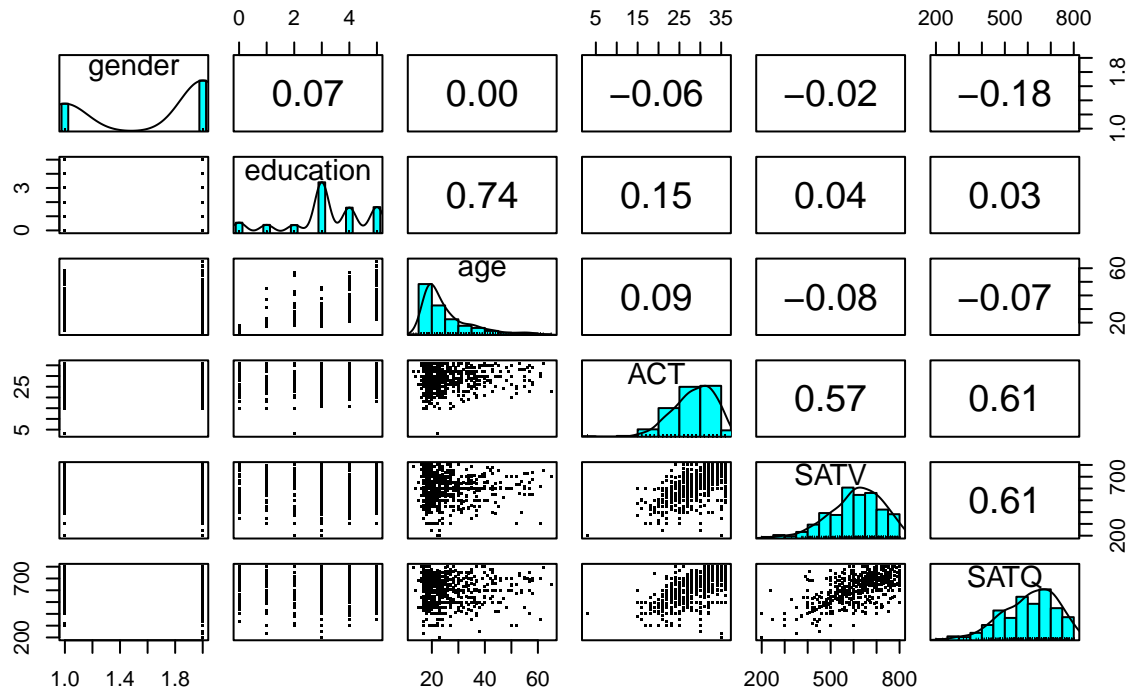 0 2 4 5 15 25 35 200 500 800
gender 0.07 0.00 −0.06 −0.02 −0.18 1.0 1.8
0 3 education 0.74 0.15 0.04 0.03
age 0.09 −0.08 −0.07 20 60
5 25 ACT 0.57 0.61
SATV 0.61 200 700
200 700 SATQ
1.0 1.4 1.8 20 40 60 200 500 800